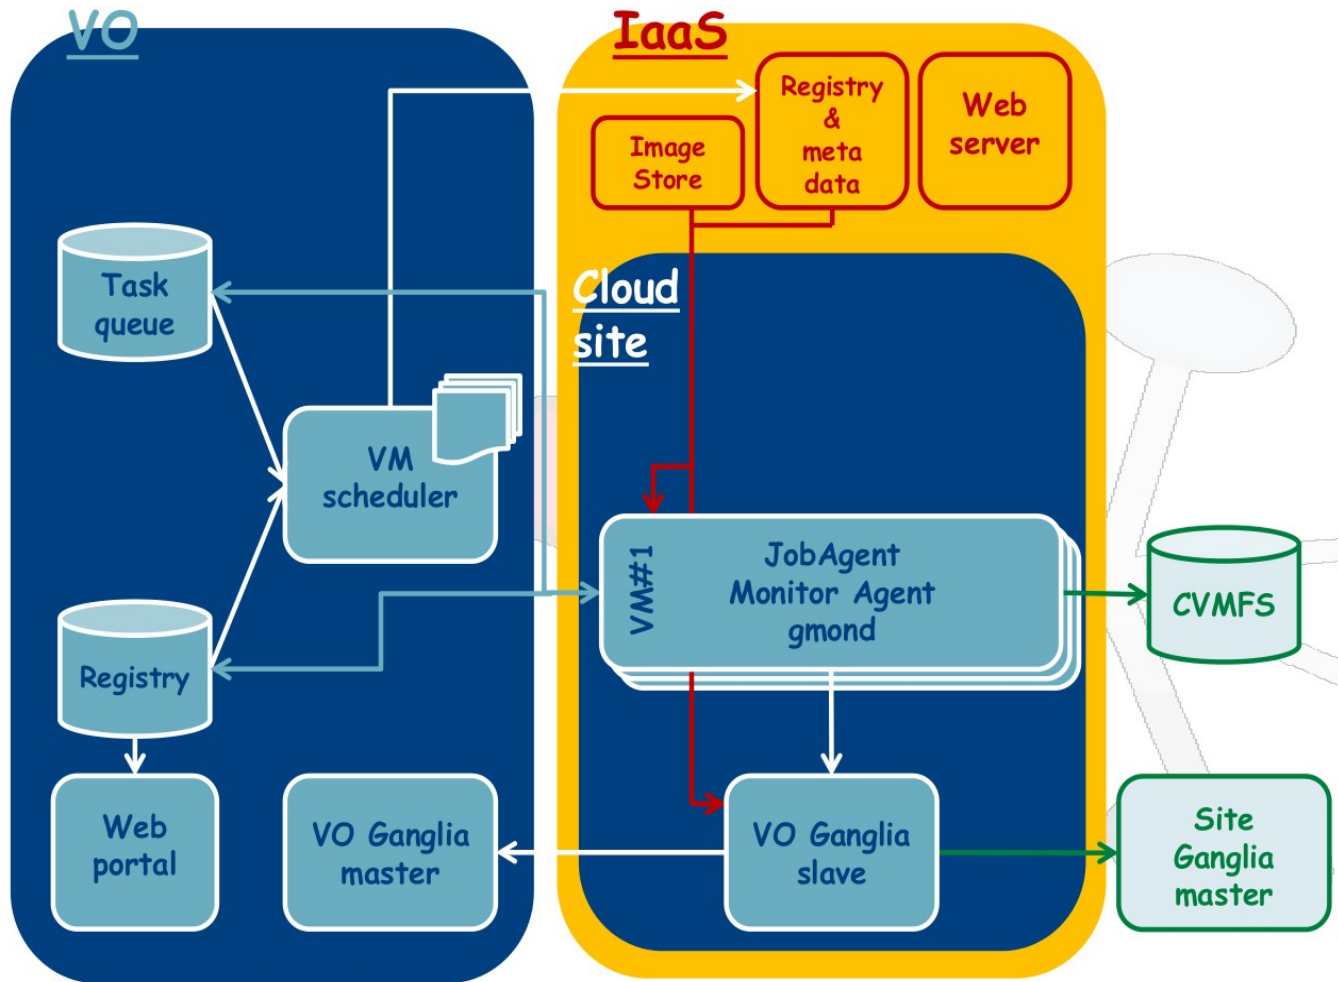 VO
IaaS
Registry
&
meta
data
Web
server
Image
Store
Task
queue
Cloud
site
VM
scheduler
VM#1
JobAgent
Monitor Agent
gmond
CVMFS
Registry
Web
portal
VO Ganglia
master
VO Ganglia
slave
Site
Ganglia
master